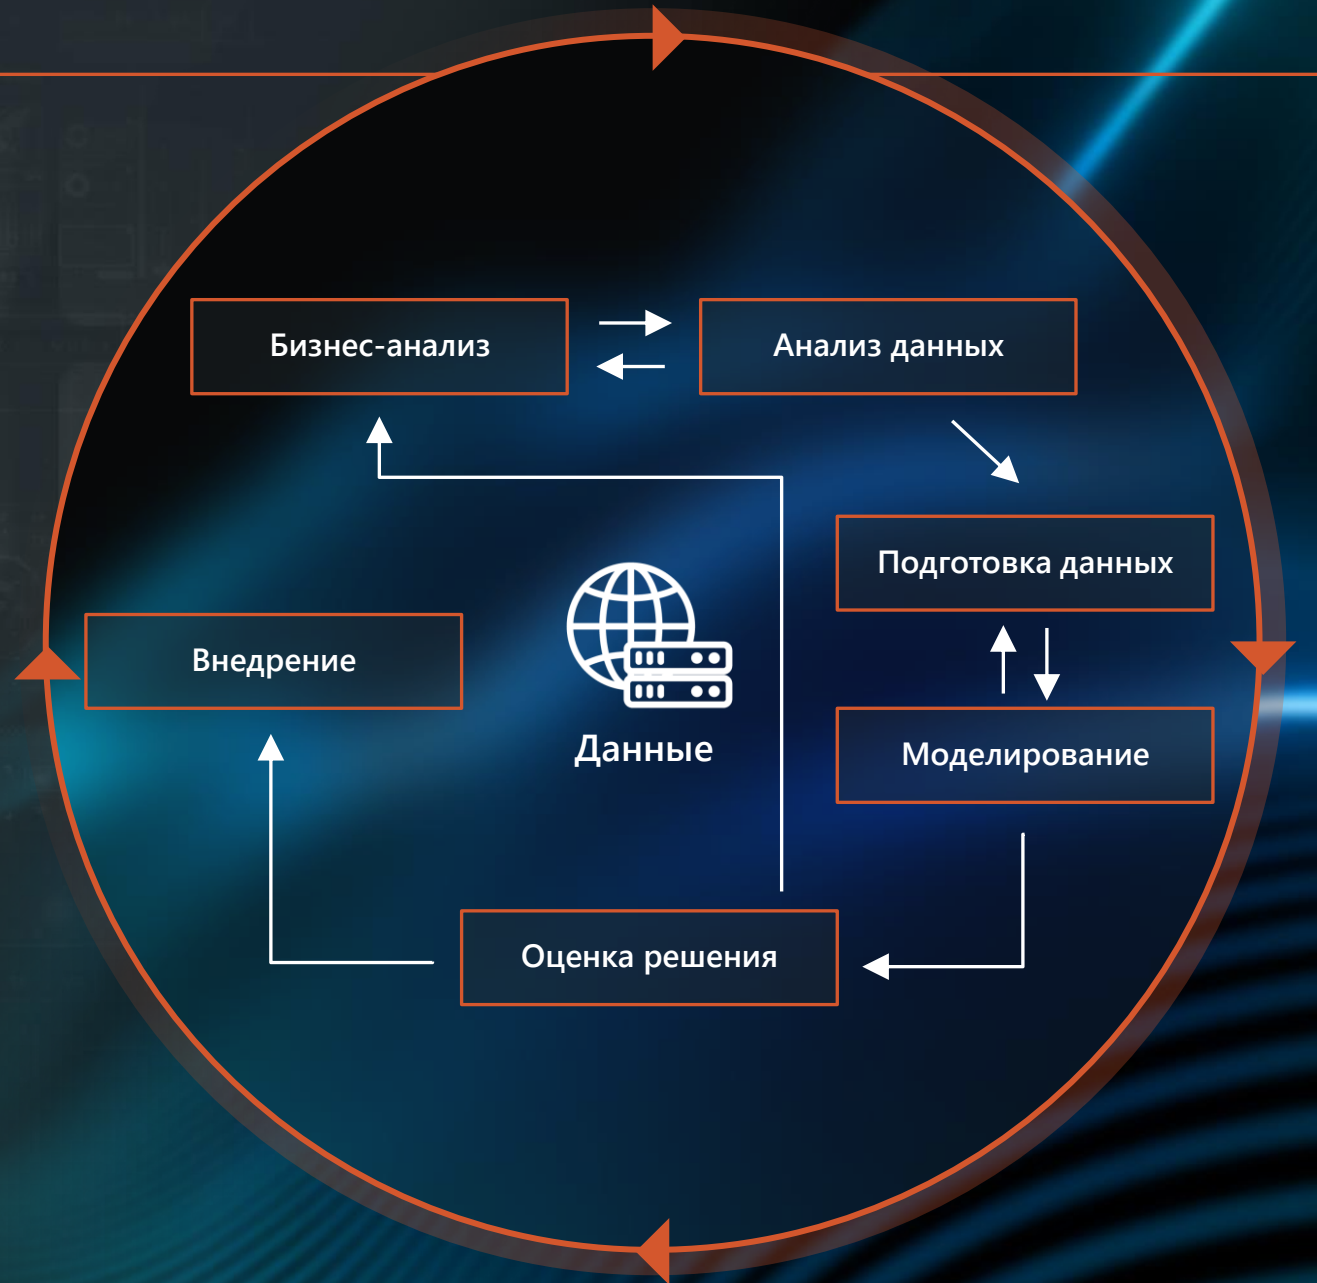 Бизнес-анализ
Анализ данных
Подготовка данных
Внедрение
Данные
Моделирование
Оценка решения